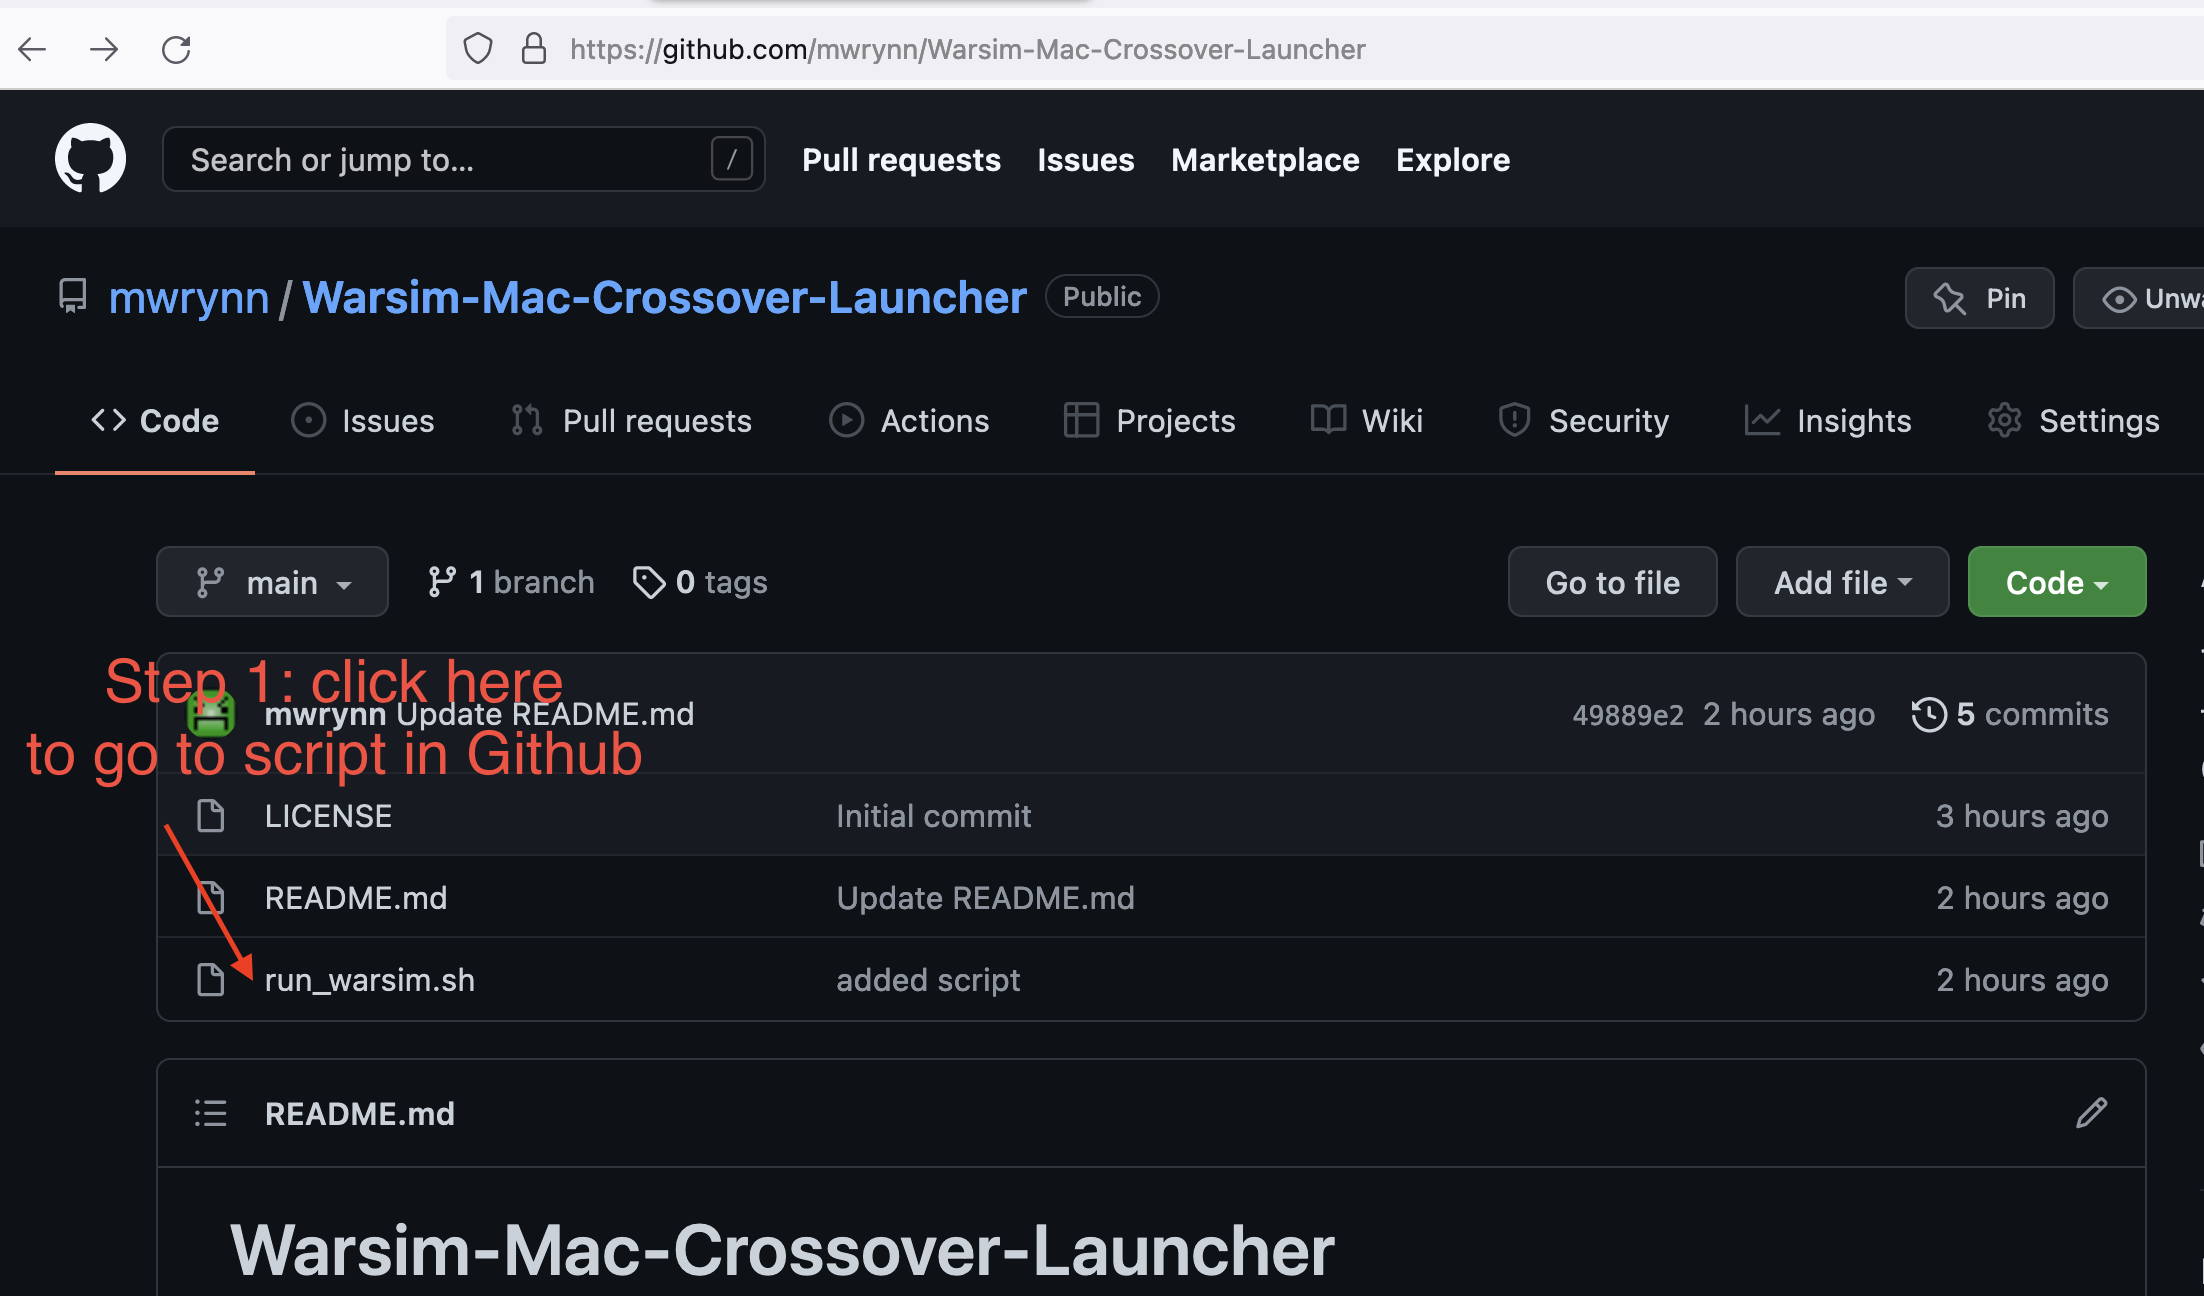 https://github.com/mwrynn/Warsim-Mac-Crossover-Launcher
Search or jump to... /
Pull requests Issues Marketplace Explore
mwrynn / Warsim-Mac-Crossover-Launcher Public
Pin
Code Issues Pull requests Actions Projects Wiki Security Insights Settings
main 1 branch 0 tags Go to file Add file Code
Step 1: click here
mwrynn Update README.md 49889e2 2 hours ago 5 commits
to go to script in Github
LICENSE Initial commit 3 hours ago
README.md Update README.md 2 hours ago
run_warsim.sh added script 2 hours ago
README.md
Warsim-Mac-Crossover-Launcher